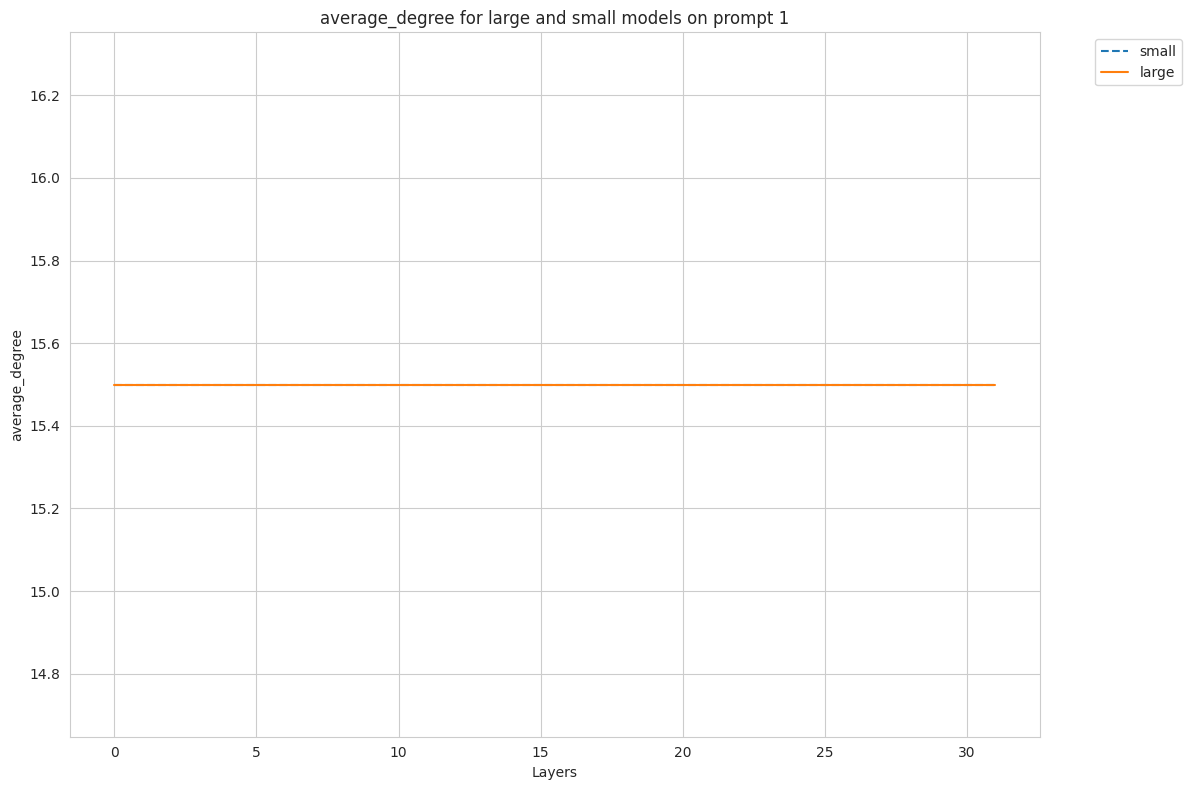 average_degree for large and small models on prompt 1
small
large
16.2
16.0
15.8
15.6
15.4
15.2
15.0
14.8
average_degree
0 5 10 15 20 25 30
Layers